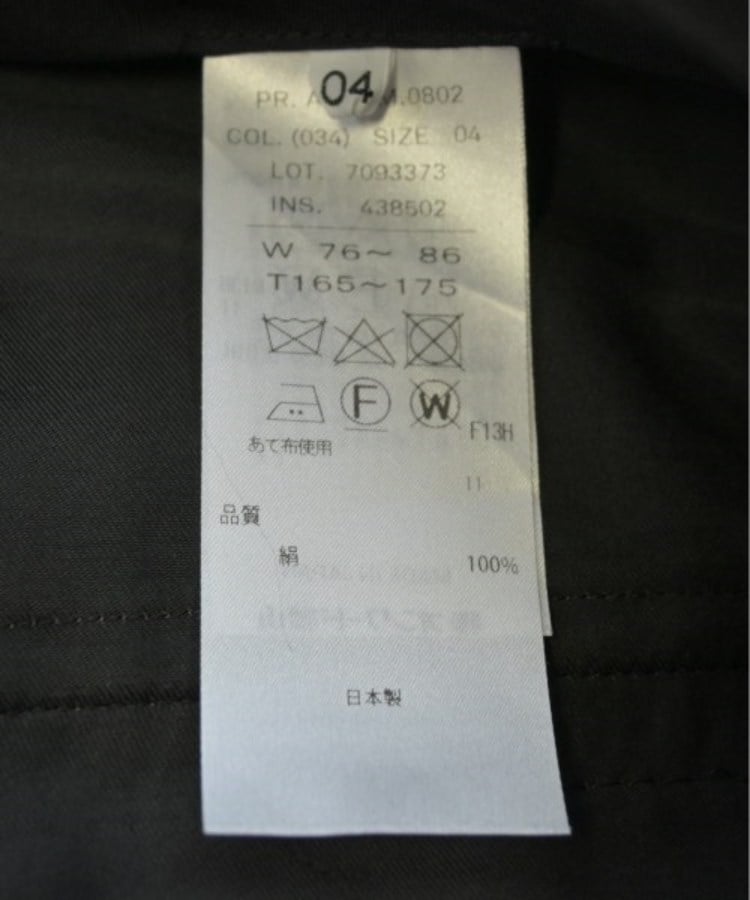 04
PR. A M.0802
COL. (034) SIZE 04
LOT. 7093373
INS. 438502
W 76～ 86
T165～175
F W
F13H
あて布使用
11
品質
絹 100%
日本製